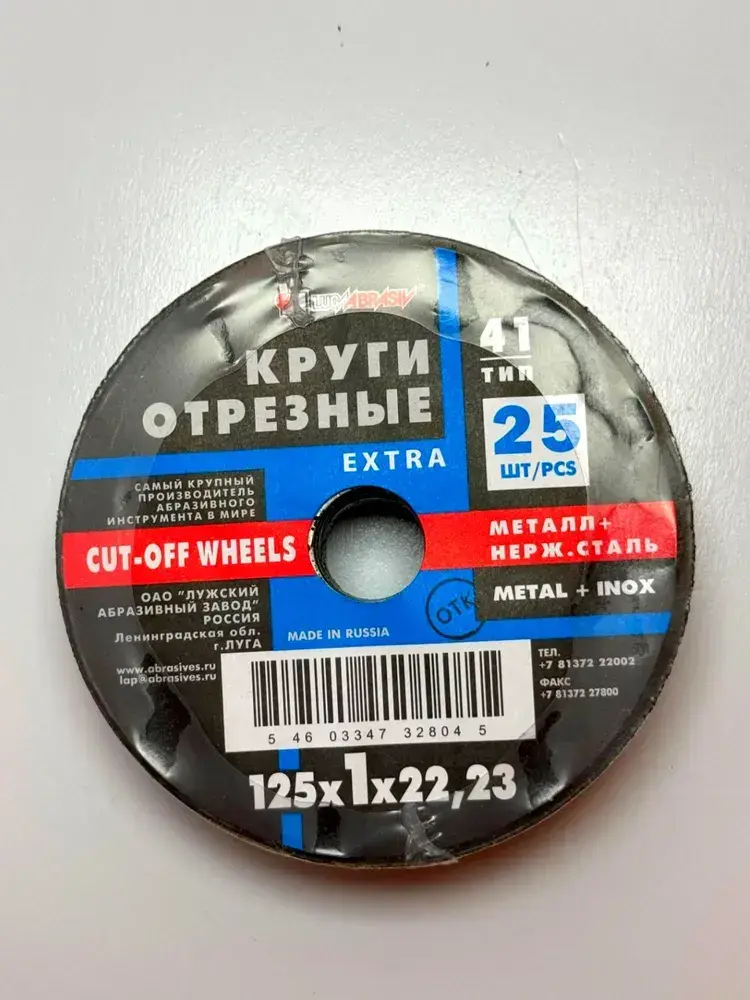 LUGAABRASIV
КРУГИ
ОТРЕЗНЫЕ
EXTRA
41
ТИП
25
ШТ/PCS
САМЫЙ КРУПНЫЙ
ПРОИЗВОДИТЕЛЬ
АБРАЗИВНОГО
ИНСТРУМЕНТА В МИРЕ
CUT-OFF WHEELS
МЕТАЛЛ+
НЕРЖ.СТАЛЬ
METAL + INOX
ОАО "ЛУЖСКИЙ
АБРАЗИВНЫЙ ЗАВОД"
РОССИЯ
Ленинградская обл.
г.ЛУГА
www.abrasives.ru
lap@abrasives.ru
ОТК
MADE IN RUSSIA
ТЕЛ.
+7 81372 22002
ФАКС
+7 81372 27800
5 46 03347 32804 5
125x1x22,23